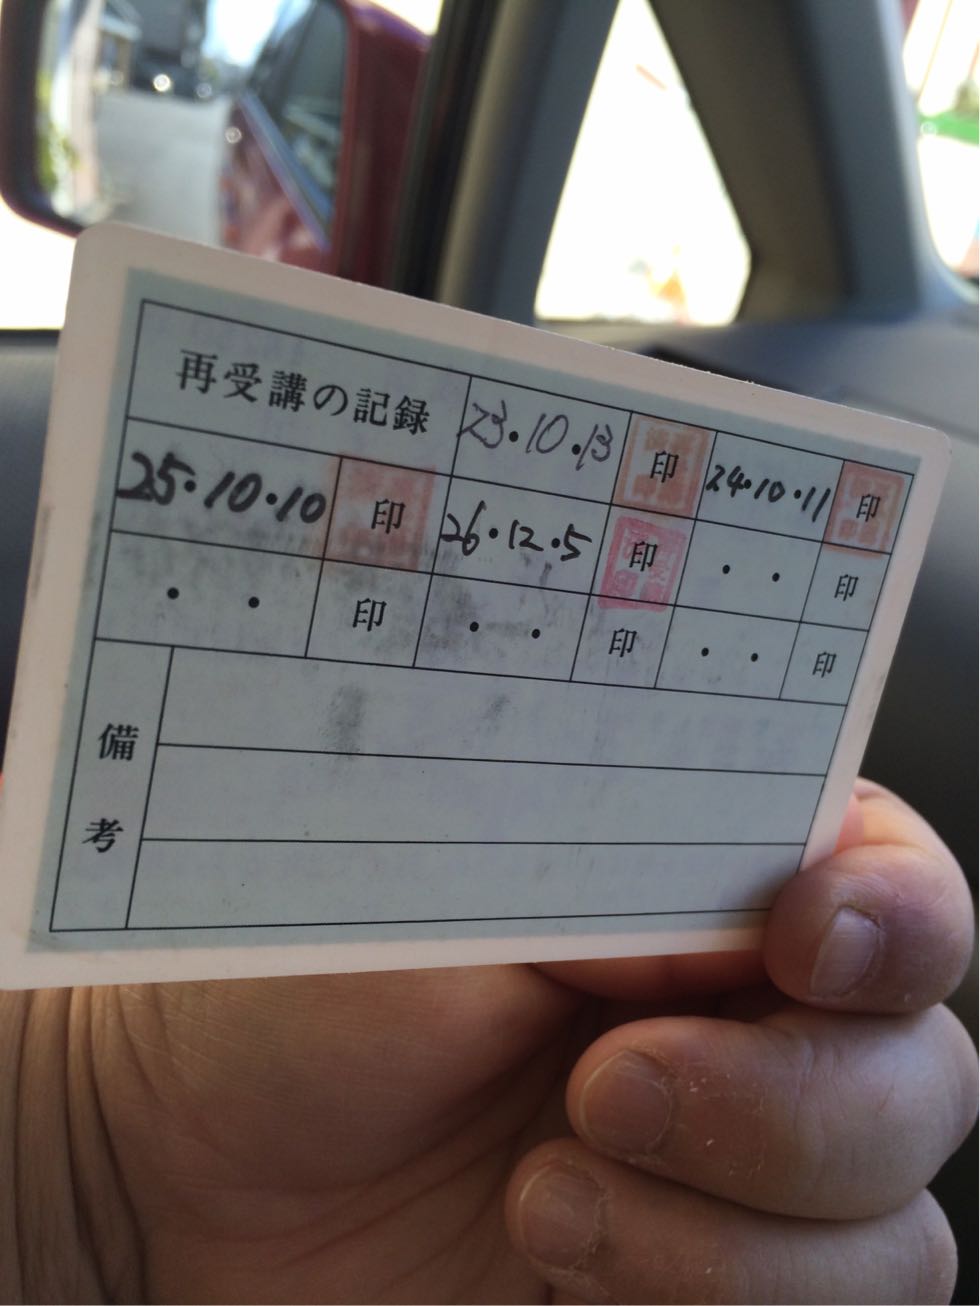 再受講の記録 23・10・13 印 24・10・11 印
25・10・10 印 26・12・5 印 ・ ・ 印
・ ・ 印 ・ ・ 印 ・ ・ 印
備考